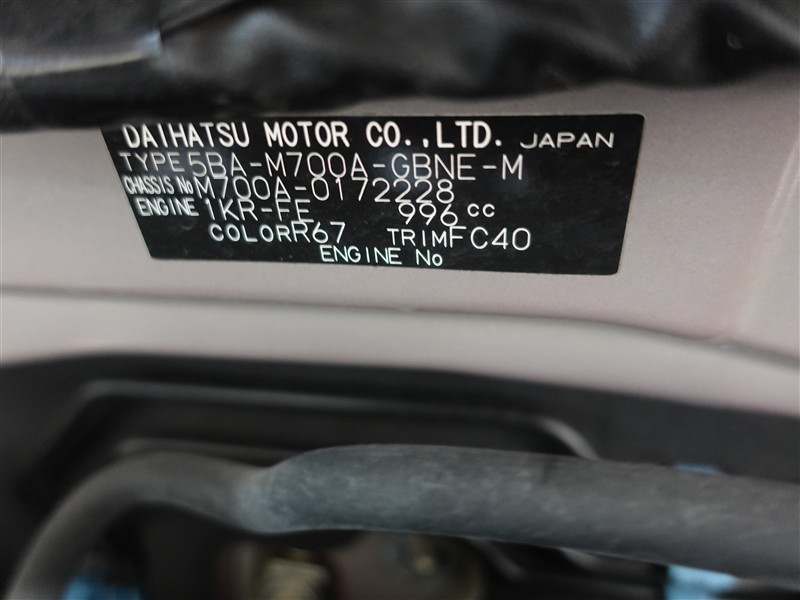 DAIHATSU MOTOR CO.,LTD. JAPAN
TYPE 5BA-M700A-GBNE-M
CHASSIS No M700A-0172228
ENGINE 1KR-FE 996 cc
COLOR R67 TRIM FC40
ENGINE No